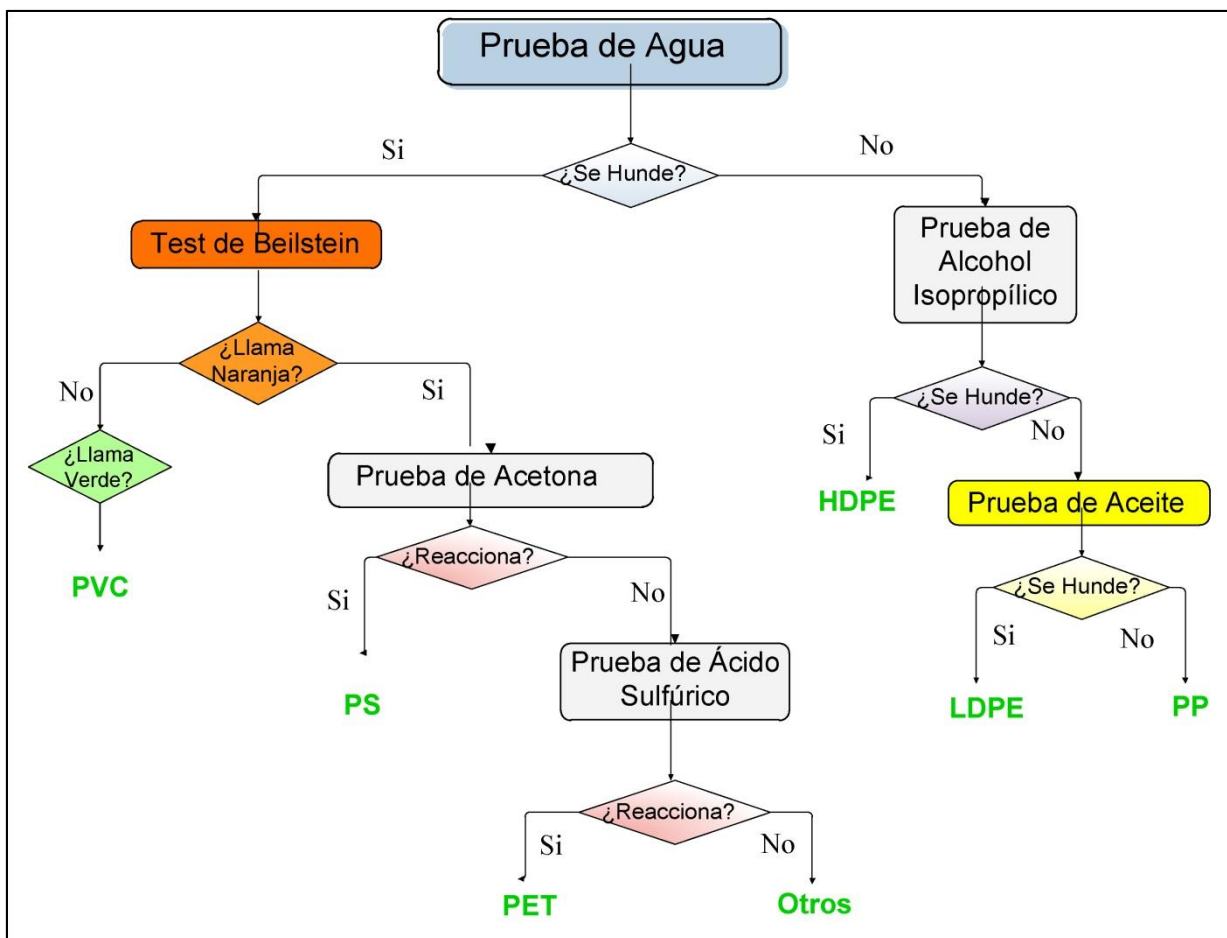 Prueba de Agua
Si
¿Se Hunde?
No
Test de Beilstein
Prueba de
Alcohol
Isopropílico
¿Llama
Naranja?
No
Si
¿Se Hunde?
Si
No
¿Llama
Verde?
Prueba de Acetona
HDPE
Prueba de Aceite
¿Reacciona?
PVC
Si
No
¿Se Hunde?
Si
No
Prueba de Ácido
Sulfúrico
PS
LDPE
PP
¿Reacciona?
Si
No
PET
Otros